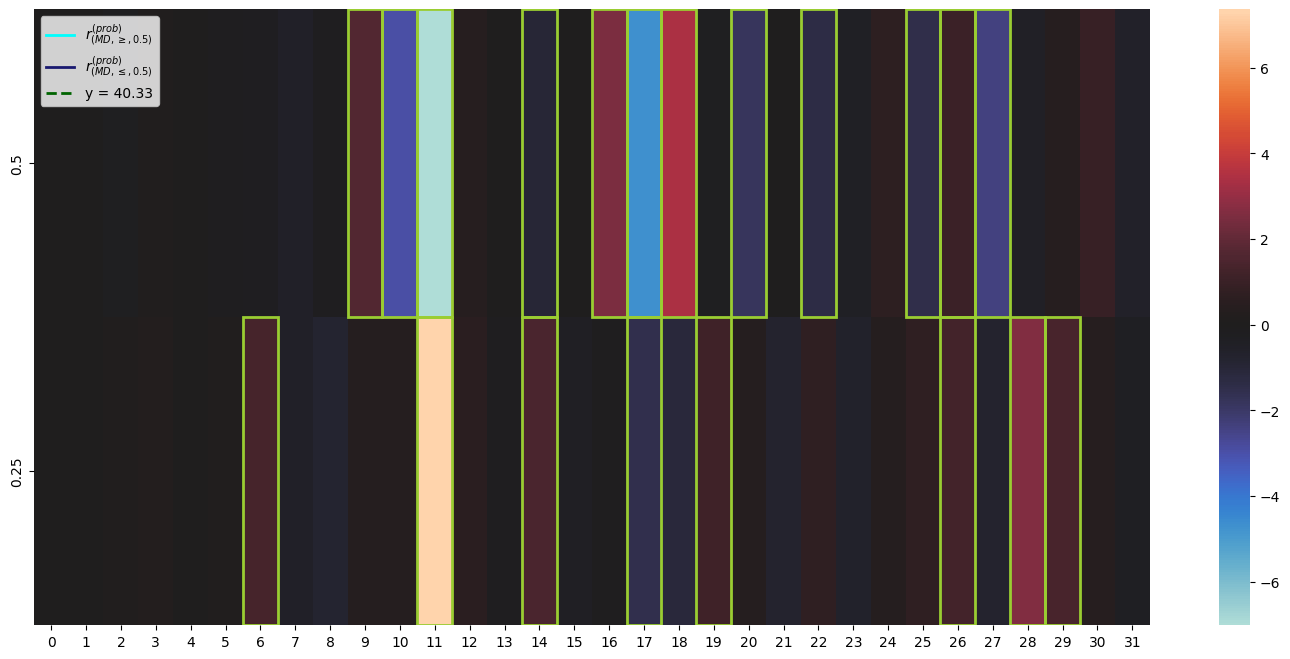 r^{(prob)}_{(MD, ≥, 0.5)}
r^{(prob)}_{(MD, ≤, 0.5)}
y = 40.33
0.5
0.25
0 1 2 3 4 5 6 7 8 9 10 11 12 13 14 15 16 17 18 19 20 21 22 23 24 25 26 27 28 29 30 31
6
4
2
0
−2
−4
−6